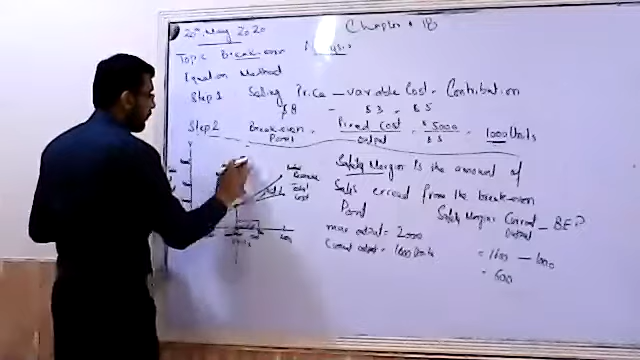 20th May 2020
Chapter # 18
Topic Break-even Analysis
Equation Method
Step 1 Selling Price - variable Cost = Contribution
$8 - $3 = $5
Step 2 Break-even Point = Fixed Cost = $5000 = 1000 Units
Output $5
Safety Margin is the amount of
Sales exceed from the break-even
Point Safety Margin = Current Output - BE?
max output = 2000
Current output = 1600 Units = 1600 - 1000
= 600
Revenue
Total Cost